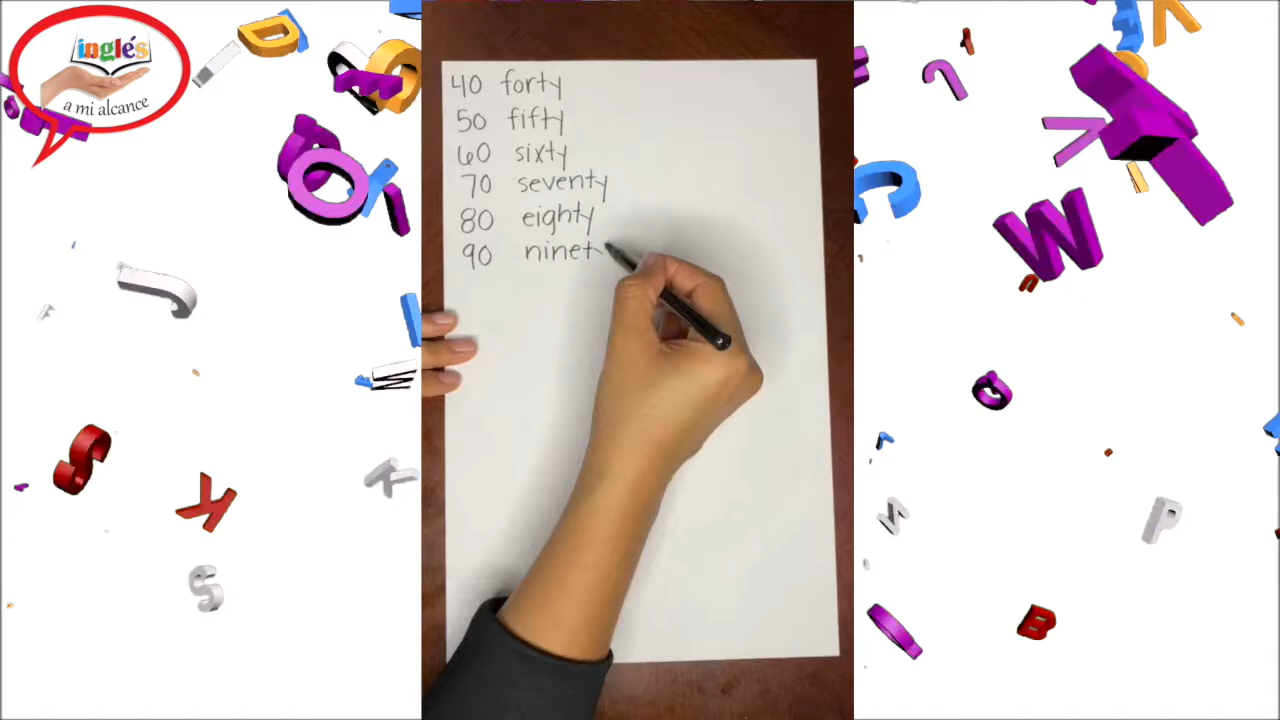 inglés
a mi alcance
40 forty
50 fifty
60 sixty
70 seventy
80 eighty
90 ninet